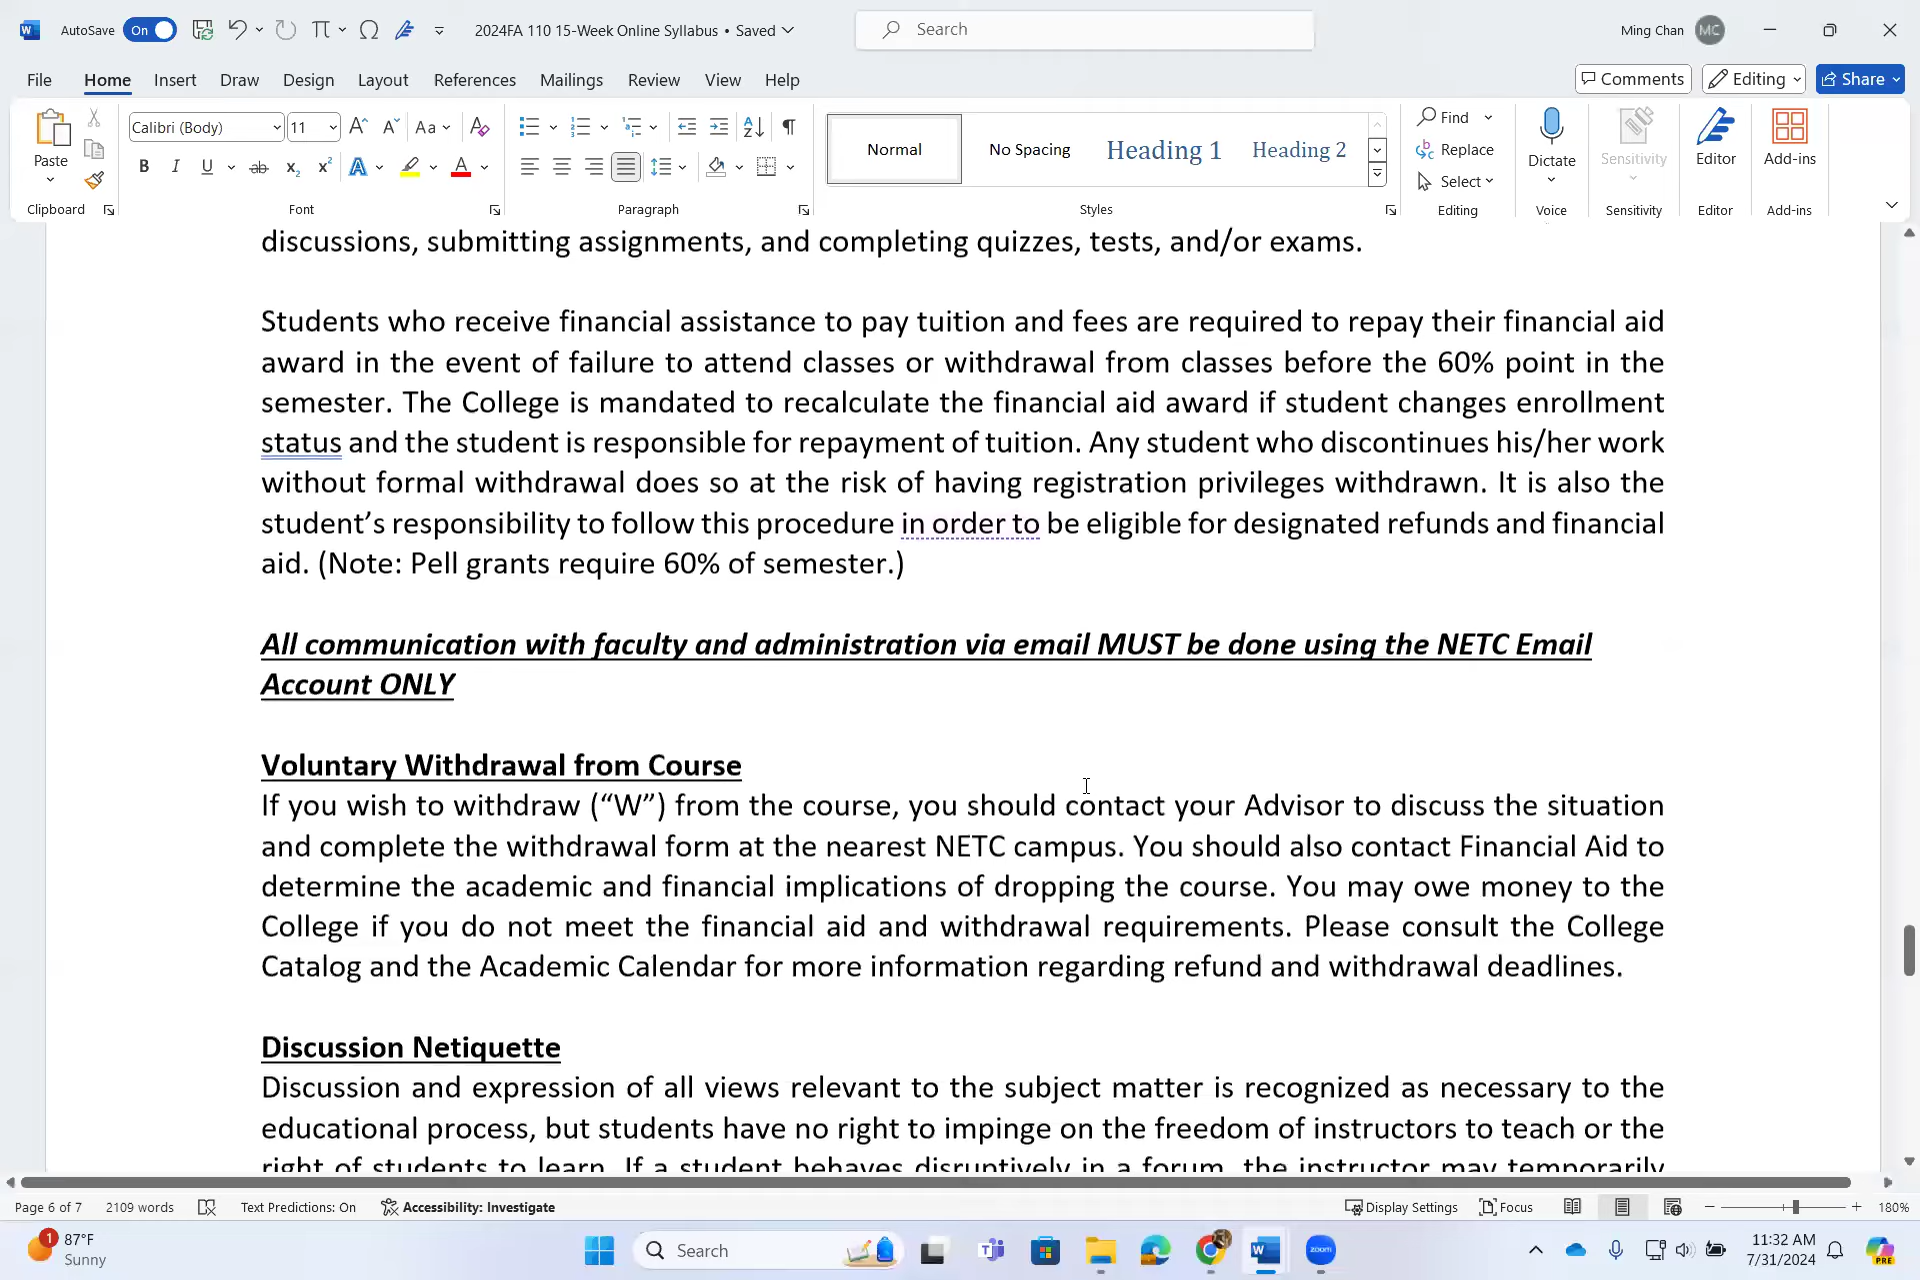 AutoSave On 2024FA 110 15-Week Online Syllabus • Saved Search Ming Chan MC
File Home Insert Draw Design Layout References Mailings Review View Help Comments Editing Share
Paste Calibri (Body) 11 Aa Normal No Spacing Heading 1 Heading 2 Find Replace Select Dictate Sensitivity Editor Add-ins
Clipboard Font Paragraph Styles Editing Voice Sensitivity Editor Add-ins
discussions, submitting assignments, and completing quizzes, tests, and/or exams.
Students who receive financial assistance to pay tuition and fees are required to repay their financial aid
award in the event of failure to attend classes or withdrawal from classes before the 60% point in the
semester. The College is mandated to recalculate the financial aid award if student changes enrollment
status and the student is responsible for repayment of tuition. Any student who discontinues his/her work
without formal withdrawal does so at the risk of having registration privileges withdrawn. It is also the
student’s responsibility to follow this procedure in order to be eligible for designated refunds and financial
aid. (Note: Pell grants require 60% of semester.)
All communication with faculty and administration via email MUST be done using the NETC Email
Account ONLY
Voluntary Withdrawal from Course
If you wish to withdraw (“W”) from the course, you should contact your Advisor to discuss the situation
and complete the withdrawal form at the nearest NETC campus. You should also contact Financial Aid to
determine the academic and financial implications of dropping the course. You may owe money to the
College if you do not meet the financial aid and withdrawal requirements. Please consult the College
Catalog and the Academic Calendar for more information regarding refund and withdrawal deadlines.
Discussion Netiquette
Discussion and expression of all views relevant to the subject matter is recognized as necessary to the
educational process, but students have no right to impinge on the freedom of instructors to teach or the
right of students to learn. If a student behaves disruptively in a forum, the instructor may temporarily
Page 6 of 7 2109 words Text Predictions: On Accessibility: Investigate Display Settings Focus 180%
1 87°F Sunny Search zoom PRE 11:32 AM 7/31/2024